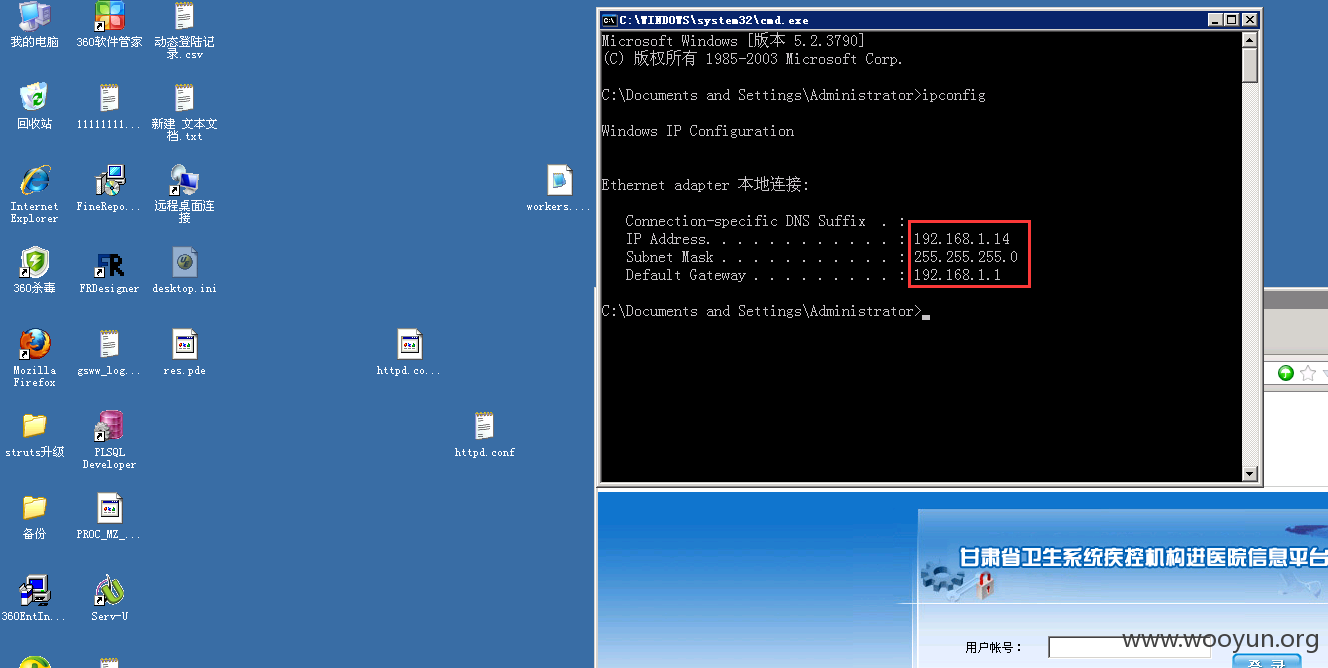 我的电脑
360软件管家
动态登陆记
录.csv
回收站
11111111...
新建 文本文
档.txt
Internet
Explorer
FineRepo...
远程桌面连
接
workers....
360杀毒
FRDesigner
desktop.ini
Mozilla
Firefox
gsww_log...
res.pde
httpd.co...
struts升级
PLSQL
Developer
httpd.conf
备份
PROC_MZ_...
360EntIn...
Serv-U
C:\WINDOWS\system32\cmd.exe
Microsoft Windows [版本 5.2.3790]
(C) 版权所有 1985-2003 Microsoft Corp.
C:\Documents and Settings\Administrator>ipconfig
Windows IP Configuration
Ethernet adapter 本地连接:
Connection-specific DNS Suffix  . :
IP Address. . . . . . . . . . . . : 192.168.1.14
Subnet Mask . . . . . . . . . . . : 255.255.255.0
Default Gateway . . . . . . . . . : 192.168.1.1
C:\Documents and Settings\Administrator>
甘肃省卫生系统疾控机构进医院信息平台
用户帐号：
www.wooyun.org
登 录